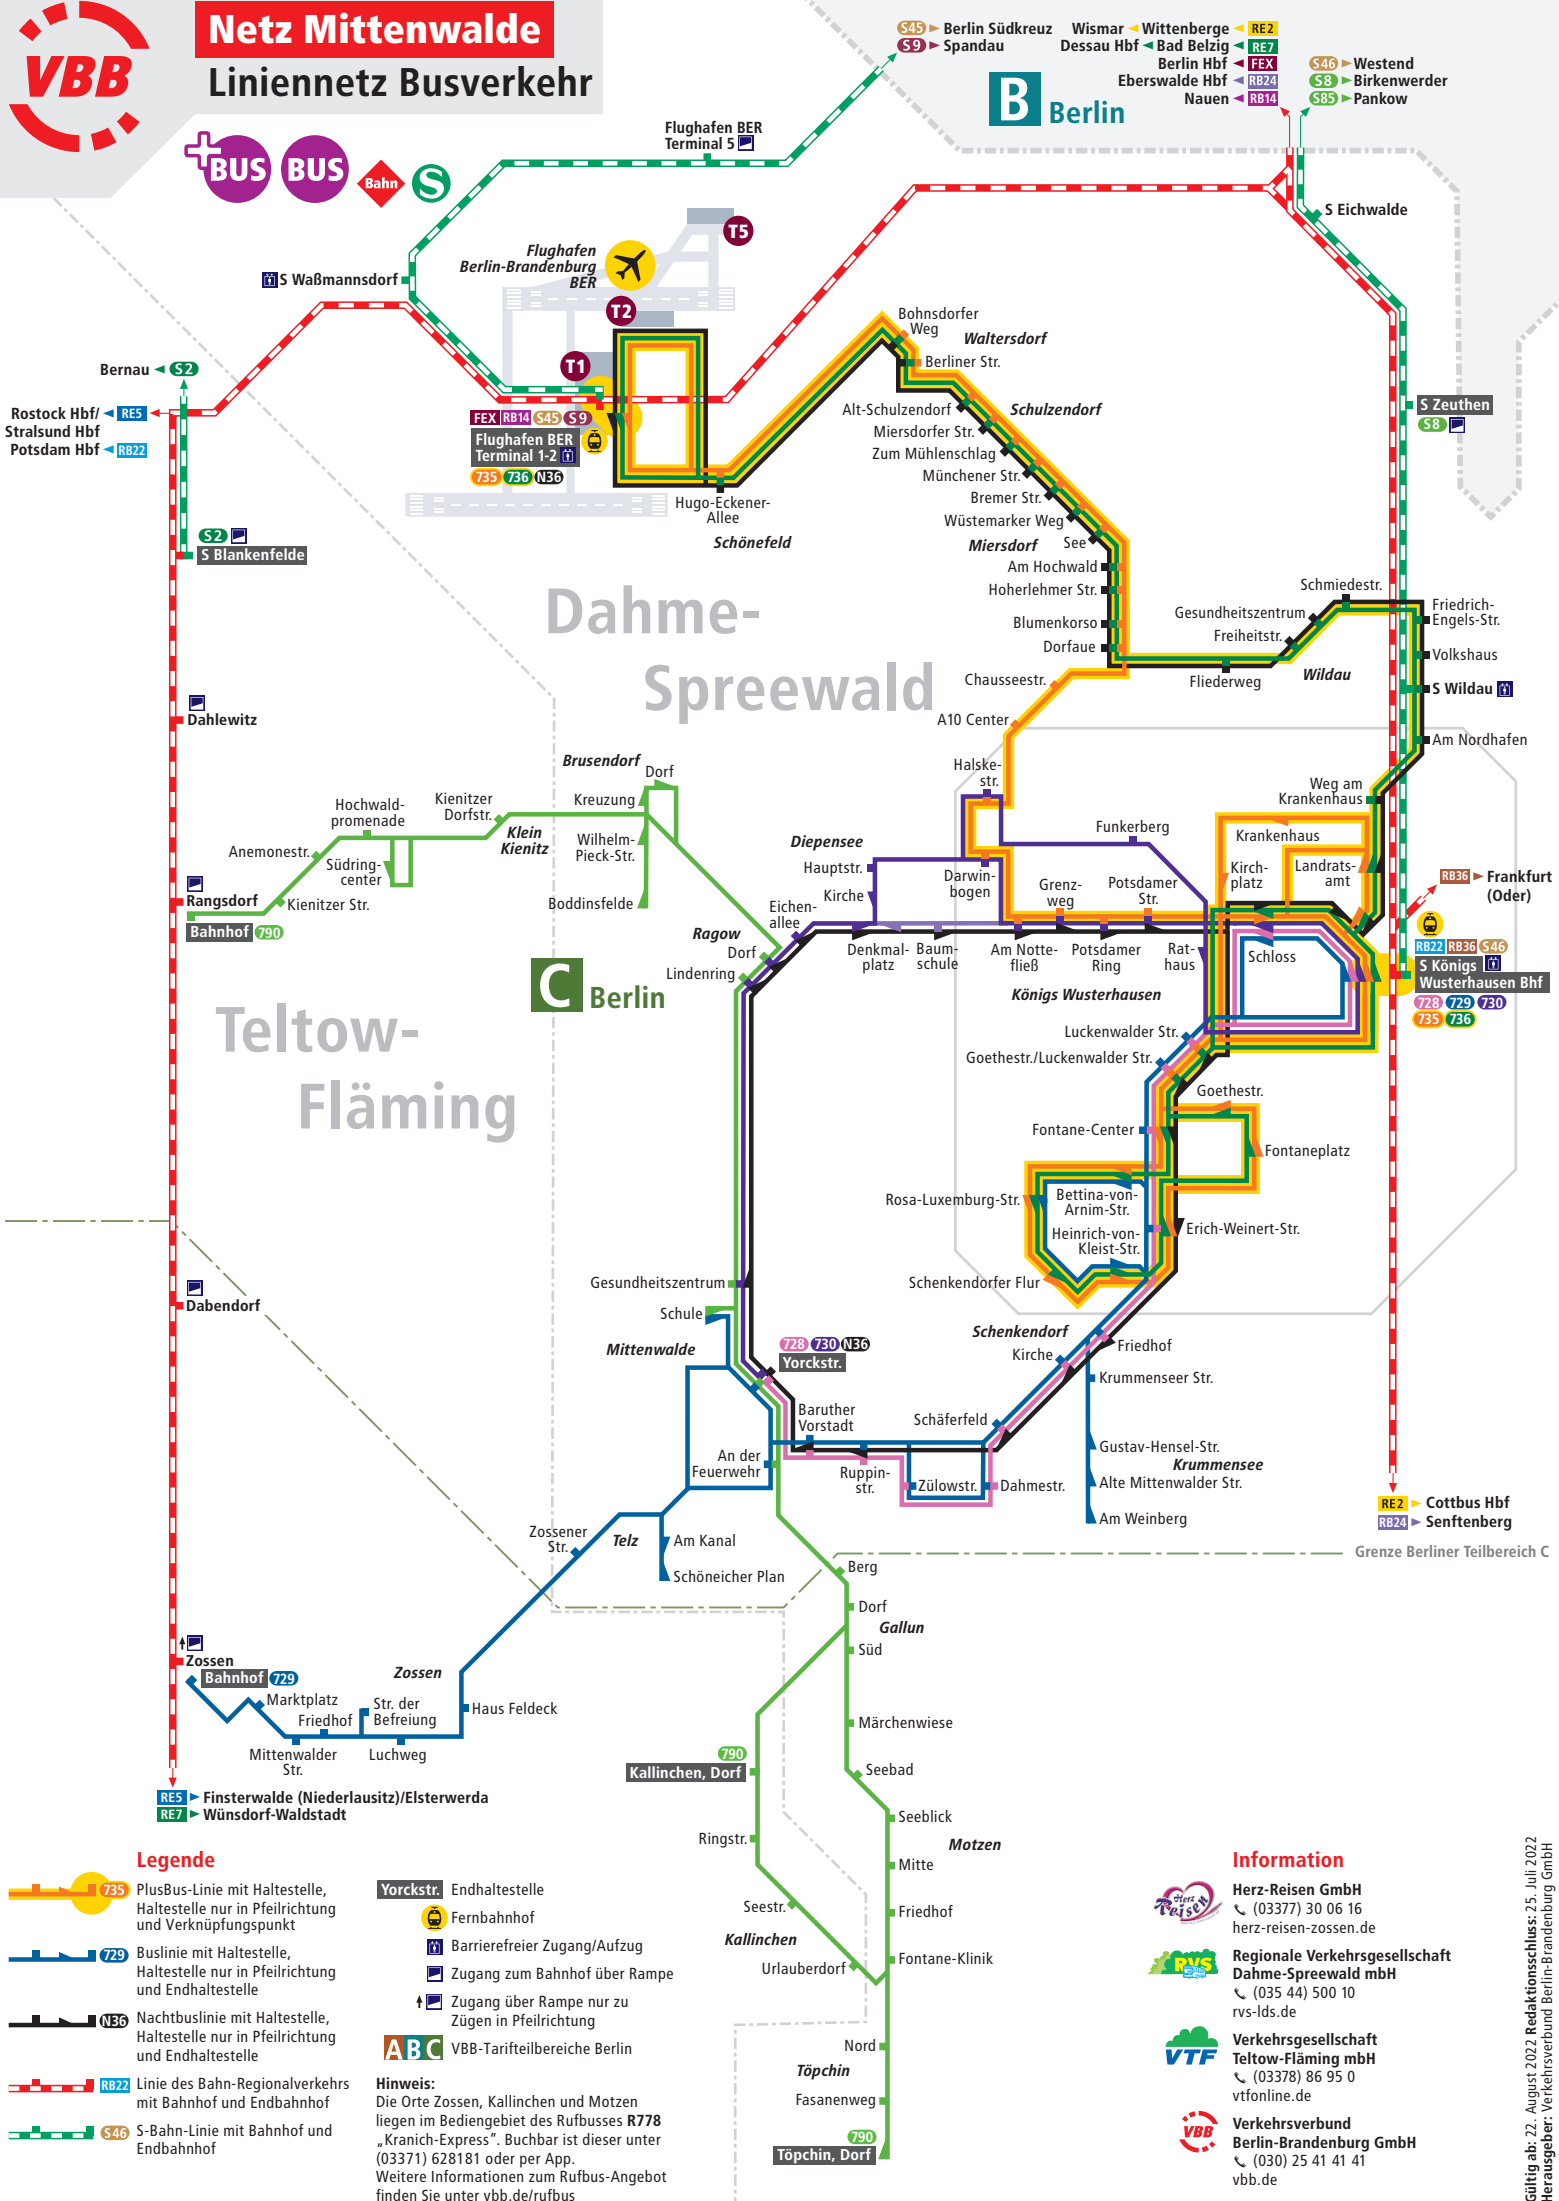 VBB
Netz Mittenwalde
Liniennetz Busverkehr
BUS
BUS
Bahn
S
S45 Berlin Südkreuz
S9 Spandau
Wismar Wittenberge RE2
Dessau Hbf Bad Belzig RE7
Berlin Hbf FEX
Eberswalde Hbf RB24
Nauen RB14
S46 Westend
S8 Birkenwerder
S85 Pankow
B Berlin
Flughafen BER
Terminal 5
S Eichwalde
T5
Flughafen
Berlin-Brandenburg
BER
S Waßmannsdorf
T2
T1
Bohnsdorfer
Weg
Waltersdorf
Berliner Str.
Bernau S2
Rostock Hbf/ RE5
Stralsund Hbf
Potsdam Hbf RB22
FEX RB14 S45 S9
Flughafen BER
Terminal 1-2
735 736 N36
Alt-Schulzendorf
Schulzendorf
Miersdorfer Str.
Zum Mühlenschlag
Münchener Str.
Bremer Str.
Wüstemarker Weg
Miersdorf
See
Am Hochwald
Hoherlehmer Str.
Blumenkorso
Dorfaue
S Zeuthen
S8
Hugo-Eckener-
Allee
Schönefeld
S2
S Blankenfelde
Dahme-
Spreewald
Schmiedestr.
Gesundheitszentrum
Freiheitstr.
Fliederweg
Wildau
Friedrich-
Engels-Str.
Volkshaus
S Wildau
Am Nordhafen
Chausseestr.
A10 Center
Dahlewitz
Brusendorf
Dorf
Kreuzung
Kienitzer
Dorfstr.
Hochwald-
promenade
Klein
Kienitz
Wilhelm-
Pieck-Str.
Anemonestr.
Südring-
center
Boddinsfelde
Rangsdorf
Kienitzer Str.
Bahnhof 790
Halske-
str.
Weg am
Krankenhaus
Diepensee
Hauptstr.
Kirche
Funkerberg
Krankenhaus
Darwin-
bogen
Grenz-
weg
Potsdamer
Str.
Kirch-
platz
Landrats-
amt
RB36 Frankfurt
(Oder)
Eichen-
allee
Ragow
Dorf
Lindenring
Denkmal-
platz
Baum-
schule
Am Notte-
fließ
Potsdamer
Ring
Rat-
haus
Schloss
RB22 RB36 S46
S Königs
Wusterhausen Bhf
728 729 730
735 736
Königs Wusterhausen
C Berlin
Teltow-
Fläming
Luckenwalder Str.
Goethestr./Luckenwalder Str.
Goethestr.
Fontane-Center
Fontaneplatz
Rosa-Luxemburg-Str.
Bettina-von-
Arnim-Str.
Heinrich-von-
Kleist-Str.
Erich-Weinert-Str.
Schenkendorfer Flur
Gesundheitszentrum
Schule
Dabendorf
Mittenwalde
728 730 N36
Yorckstr.
Schenkendorf
Kirche
Friedhof
Krummenseer Str.
Baruther
Vorstadt
Schäferfeld
Gustav-Hensel-Str.
Krummensee
Alte Mittenwalder Str.
Am Weinberg
An der
Feuerwehr
Ruppin-
str.
Zülowstr.
Dahmestr.
RE2 Cottbus Hbf
RB24 Senftenberg
Grenze Berliner Teilbereich C
Zossener
Str.
Telz
Am Kanal
Schöneicher Plan
Berg
Dorf
Gallun
Süd
Märchenwiese
Seebad
Seeblick
Motzen
Mitte
Friedhof
Fontane-Klinik
Zossen
Bahnhof 729
Zossen
Marktplatz
Friedhof
Str. der
Befreiung
Haus Feldeck
Mittenwalder
Str.
Luchweg
RE5 Finsterwalde (Niederlausitz)/Elsterwerda
RE7 Wünsdorf-Waldstadt
790
Kallinchen, Dorf
Ringstr.
Seestr.
Kallinchen
Urlauberdorf
Nord
Töpchin
Fasanenweg
790
Töpchin, Dorf
Legende
735 PlusBus-Linie mit Haltestelle,
Haltestelle nur in Pfeilrichtung
und Verknüpfungspunkt
729 Buslinie mit Haltestelle,
Haltestelle nur in Pfeilrichtung
und Endhaltestelle
N36 Nachtbuslinie mit Haltestelle,
Haltestelle nur in Pfeilrichtung
und Endhaltestelle
RB22 Linie des Bahn-Regionalverkehrs
mit Bahnhof und Endbahnhof
S46 S-Bahn-Linie mit Bahnhof und
Endbahnhof
Yorckstr. Endhaltestelle
Fernbahnhof
Barrierefreier Zugang/Aufzug
Zugang zum Bahnhof über Rampe
Zugang über Rampe nur zu
Zügen in Pfeilrichtung
ABC VBB-Tarifteilbereiche Berlin
Hinweis:
Die Orte Zossen, Kallinchen und Motzen
liegen im Bediengebiet des Rufbusses R778
„Kranich-Express". Buchbar ist dieser unter
(03371) 628181 oder per App.
Weitere Informationen zum Rufbus-Angebot
finden Sie unter vbb.de/rufbus
Information
Herz Reisen
Herz-Reisen GmbH
(03377) 30 06 16
herz-reisen-zossen.de
RVS
Regionale Verkehrsgesellschaft
Dahme-Spreewald mbH
(035 44) 500 10
rvs-lds.de
VTF
Verkehrsgesellschaft
Teltow-Fläming mbH
(03378) 86 95 0
vtfonline.de
VBB
Verkehrsverbund
Berlin-Brandenburg GmbH
(030) 25 41 41 41
vbb.de
Gültig ab: 22. August 2022 Redaktionsschluss: 25. Juli 2022
Herausgeber: Verkehrsverbund Berlin-Brandenburg GmbH